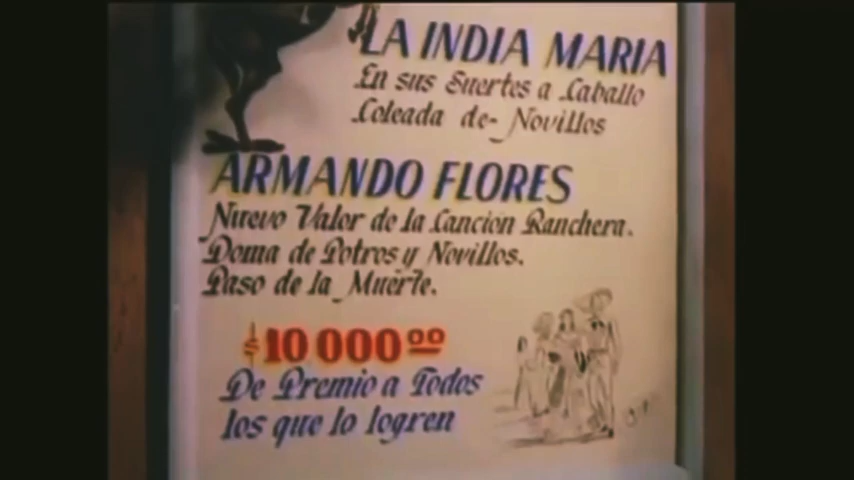 LA INDIA MARIA
En sus Suertes a Caballo
Coleada de - Novillos
ARMANDO FLORES
Nuevo Valor de la Cancion Ranchera.
Doma de Potros y Novillos.
Paso de la Muerte.
$10 000 00
De Premio a Todos
los que lo logren